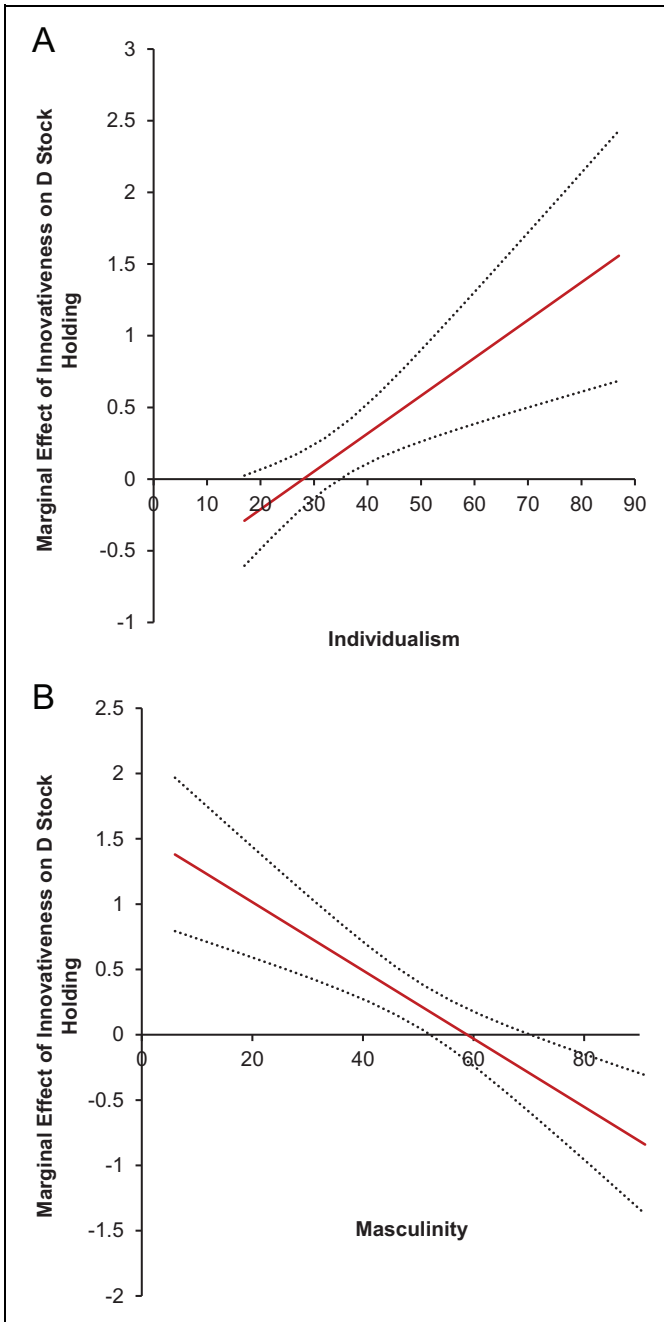 A
Marginal Effect of Innovativeness on D Stock
Holding
3
2.5
2
1.5
1
0.5
0
-0.5
-1
0 10 20 30 40 50 60 70 80 90
Individualism
B
Marginal Effect of Innovativeness on D Stock
Holding
2.5
2
1.5
1
0.5
0
-0.5
-1
-1.5
-2
0 20 40 60 80
Masculinity